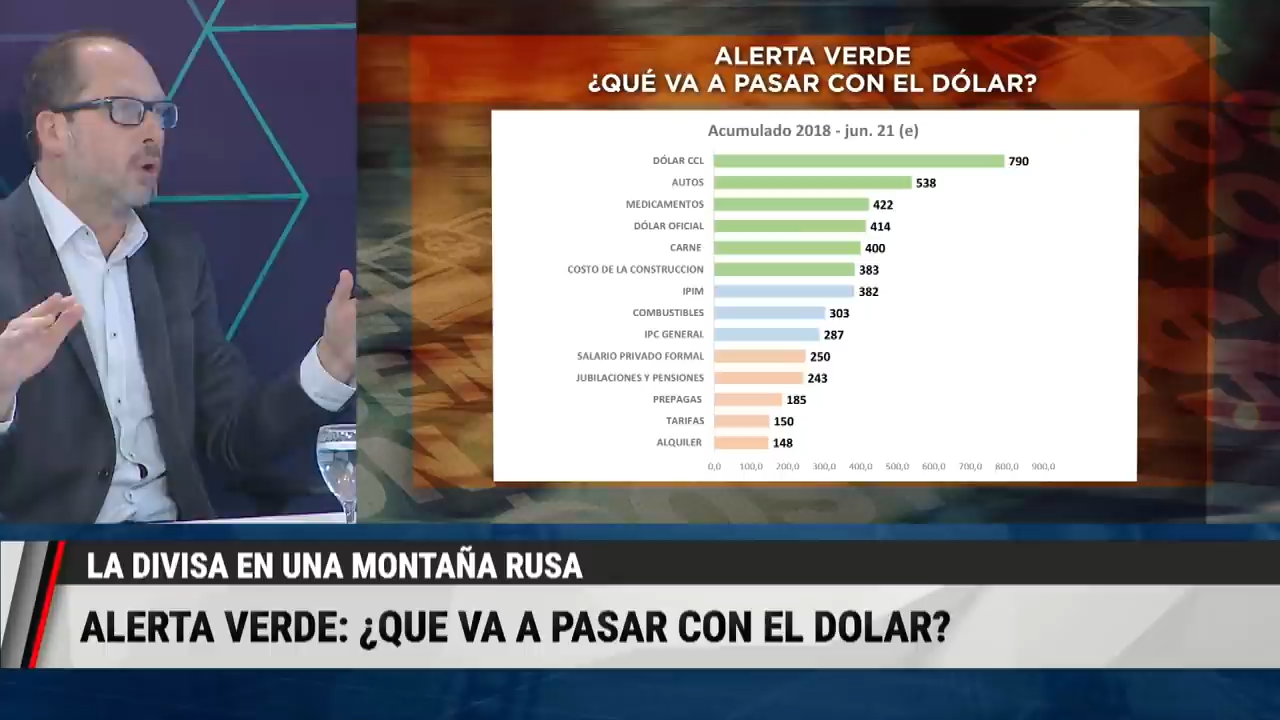 ALERTA VERDE
¿QUÉ VA A PASAR CON EL DÓLAR?
Acumulado 2018 - jun. 21 (e)
DÓLAR CCL 790
AUTOS 538
MEDICAMENTOS 422
DÓLAR OFICIAL 414
CARNE 400
COSTO DE LA CONSTRUCCION 383
IPIM 382
COMBUSTIBLES 303
IPC GENERAL 287
SALARIO PRIVADO FORMAL 250
JUBILACIONES Y PENSIONES 243
PREPAGAS 185
TARIFAS 150
ALQUILER 148
0,0 100,0 200,0 300,0 400,0 500,0 600,0 700,0 800,0 900,0
LA DIVISA EN UNA MONTAÑA RUSA
ALERTA VERDE: ¿QUE VA A PASAR CON EL DOLAR?